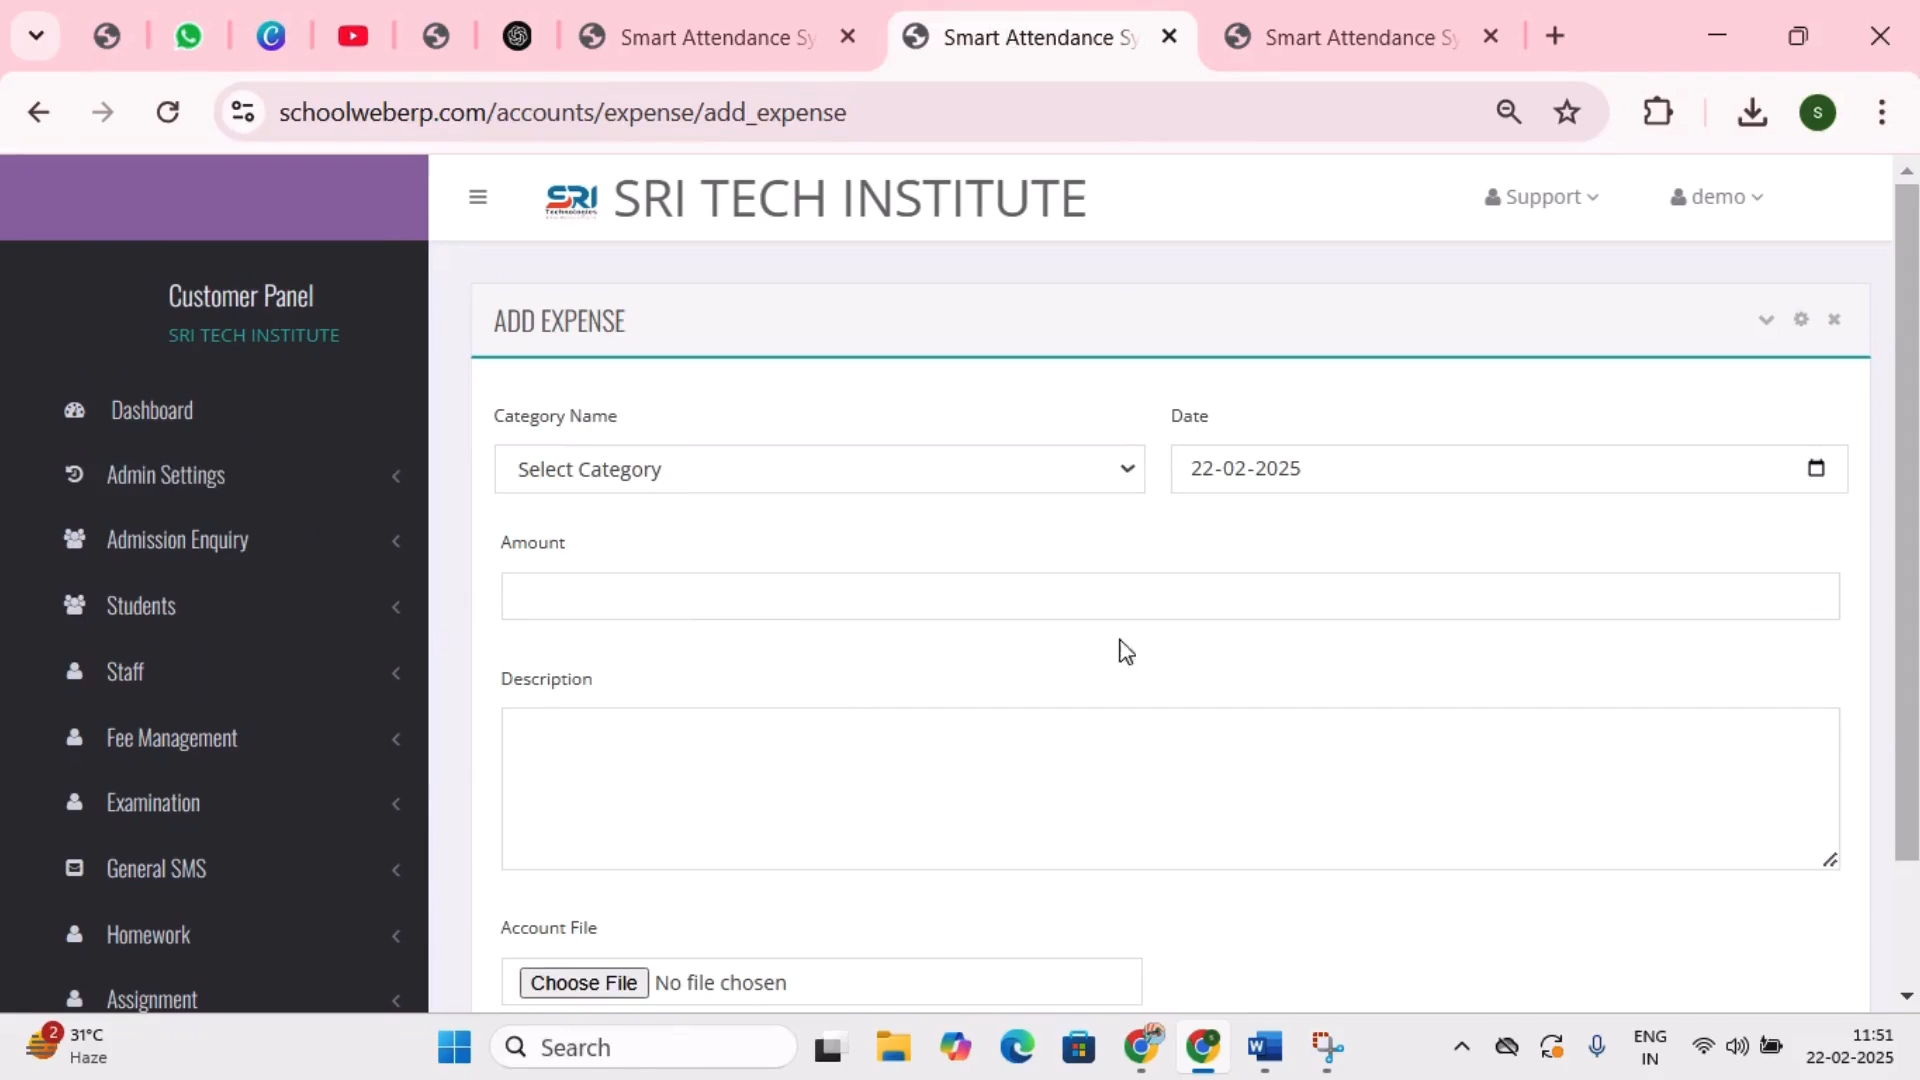 Smart Attendance Sy
Smart Attendance Sy
Smart Attendance Sy
schoolweberp.com/accounts/expense/add_expense
S
SRI
Technologies
SRI TECH INSTITUTE
Support
demo
Customer Panel
SRI TECH INSTITUTE
Dashboard
Admin Settings
Admission Enquiry
Students
Staff
Fee Management
Examination
General SMS
Homework
Assignment
ADD EXPENSE
Category Name
Date
Select Category
22-02-2025
Amount
Description
Account File
Choose File No file chosen
2
31°C
Haze
Search
ENG
IN
11:51
22-02-2025